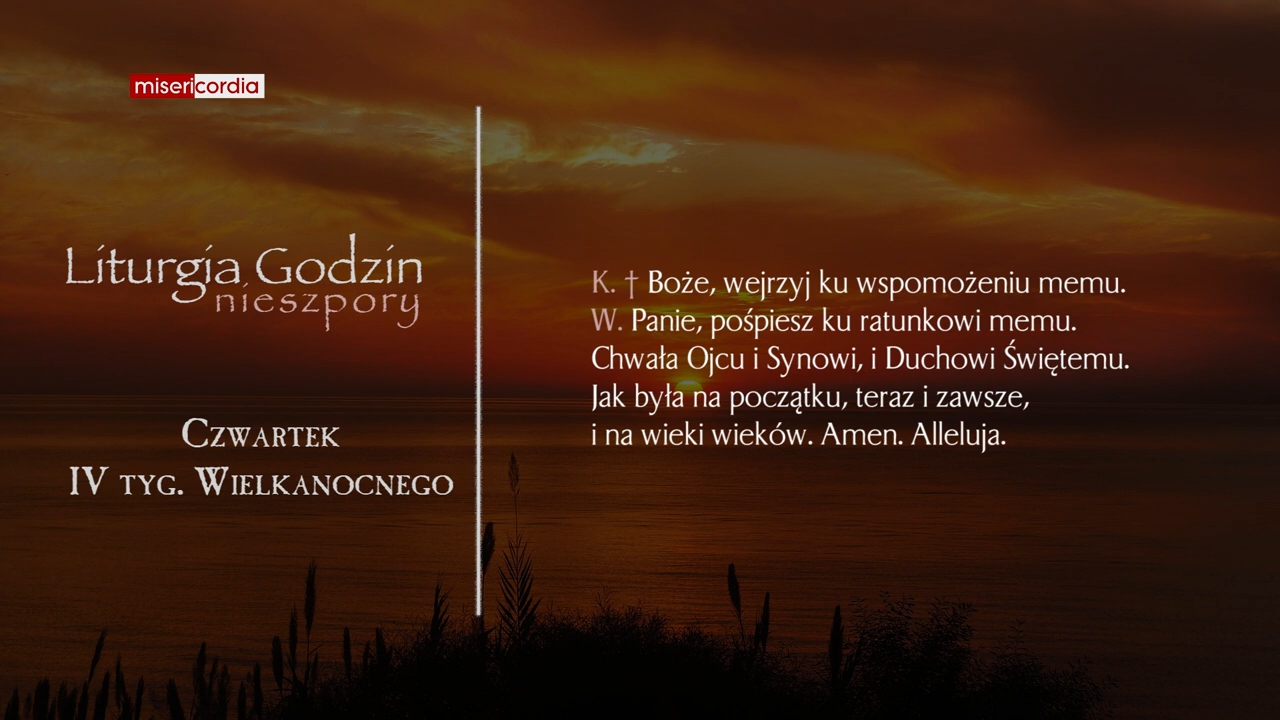 misericordia
Liturgia Godzin
nieszpory
Czwartek
IV tyg. Wielkanocnego
K. † Boże, wejrzyj ku wspomożeniu memu.
W. Panie, pośpiesz ku ratunkowi memu.
Chwała Ojcu i Synowi, i Duchowi Świętemu.
Jak była na początku, teraz i zawsze,
i na wieki wieków. Amen. Alleluja.